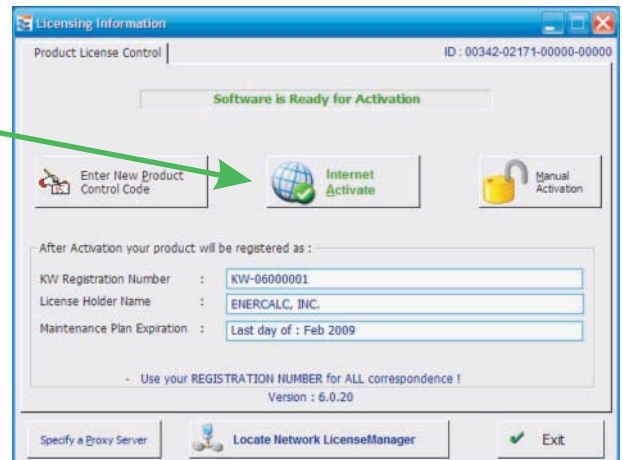 Licensing Information
Product License Control
ID : 00342-02171-00000-00000
Software is Ready for Activation
Enter New Product
Control Code
Internet
Activate
Manual
Activation
After Activation your product will be registered as :
KW Registration Number : KW-06000001
License Holder Name : ENERCALC, INC.
Maintenance Plan Expiration : Last day of : Feb 2009
- Use your REGISTRATION NUMBER for ALL correspondence !
Version : 6.0.20
Specify a Proxy Server
Locate Network LicenseManager
Exit